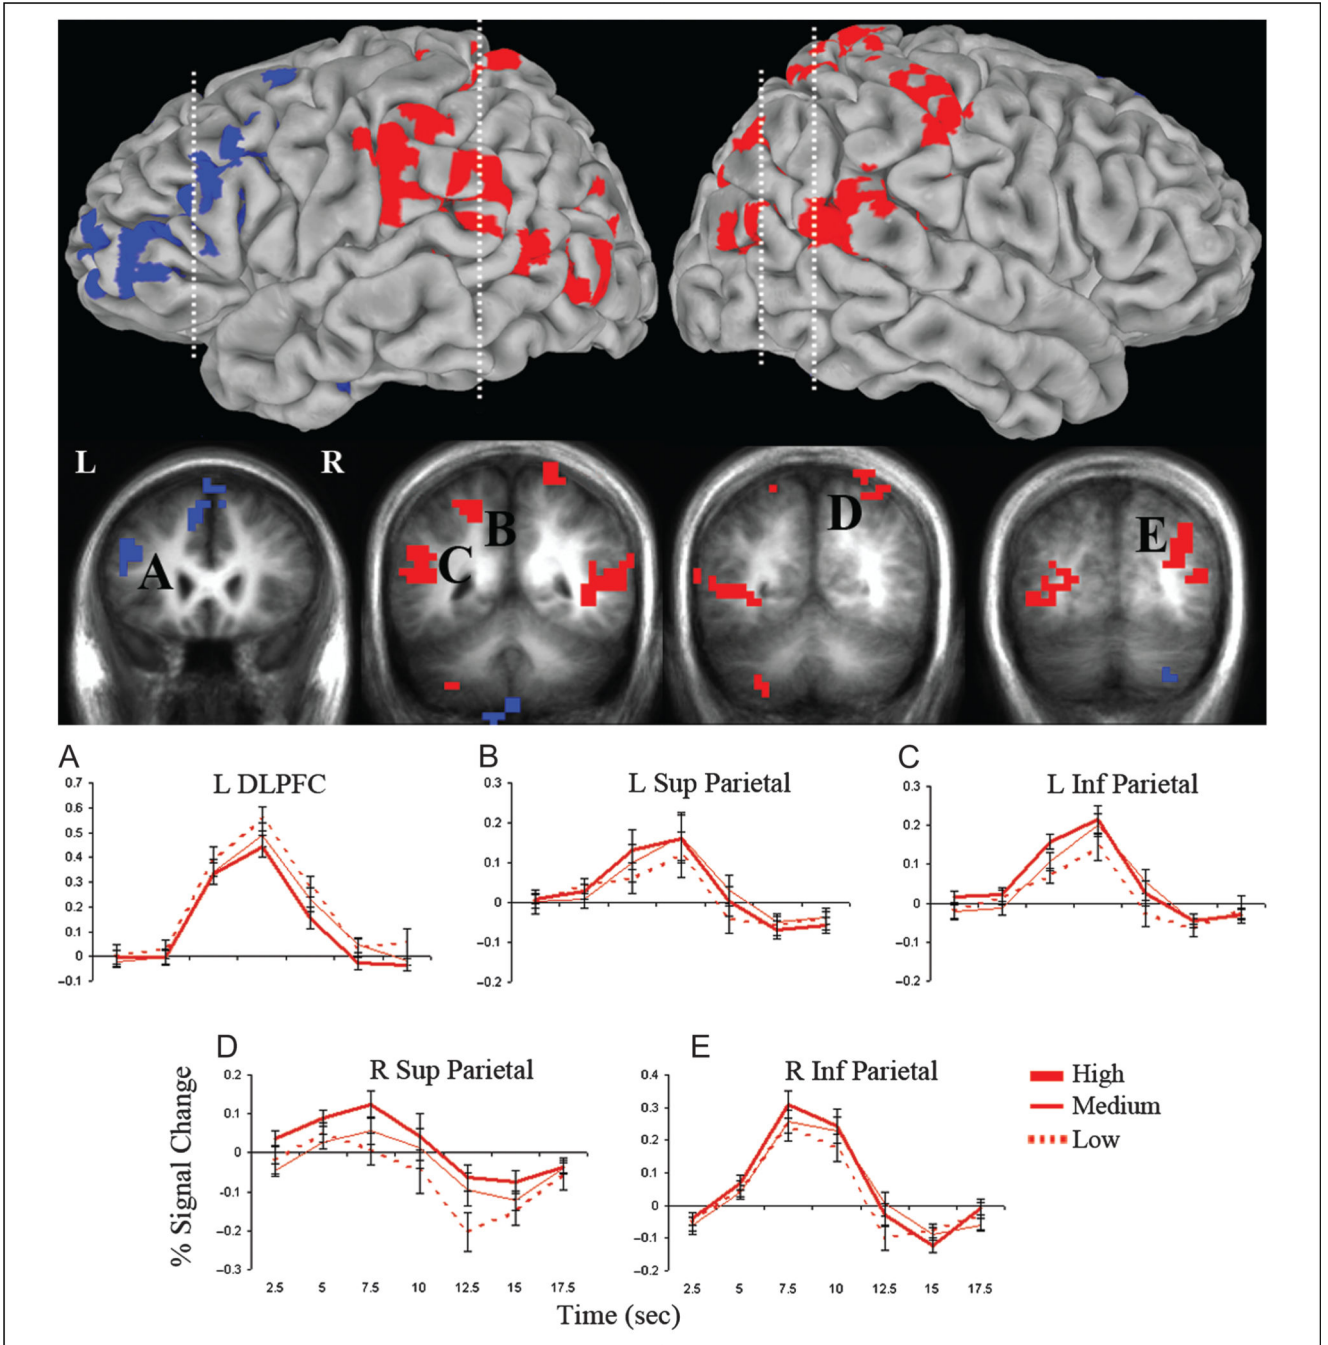 L R
A B C D E
A B C
L DLPFC L Sup Parietal L Inf Parietal
0.7
0.6
0.5
0.4
0.3
0.2
0.1
0
–0.1
0.3
0.2
0.1
0
–0.1
–0.2
0.3
0.2
0.1
0
–0.1
–0.2
D E
R Sup Parietal R Inf Parietal
% Signal Change
0.2
0.1
0
–0.1
–0.2
–0.3
2.5 5 7.5 10 12.5 15 17.5
0.4
0.3
0.2
0.1
0
–0.1
–0.2
2.5 5 7.5 10 12.5 15 17.5
High
Medium
Low
Time (sec)